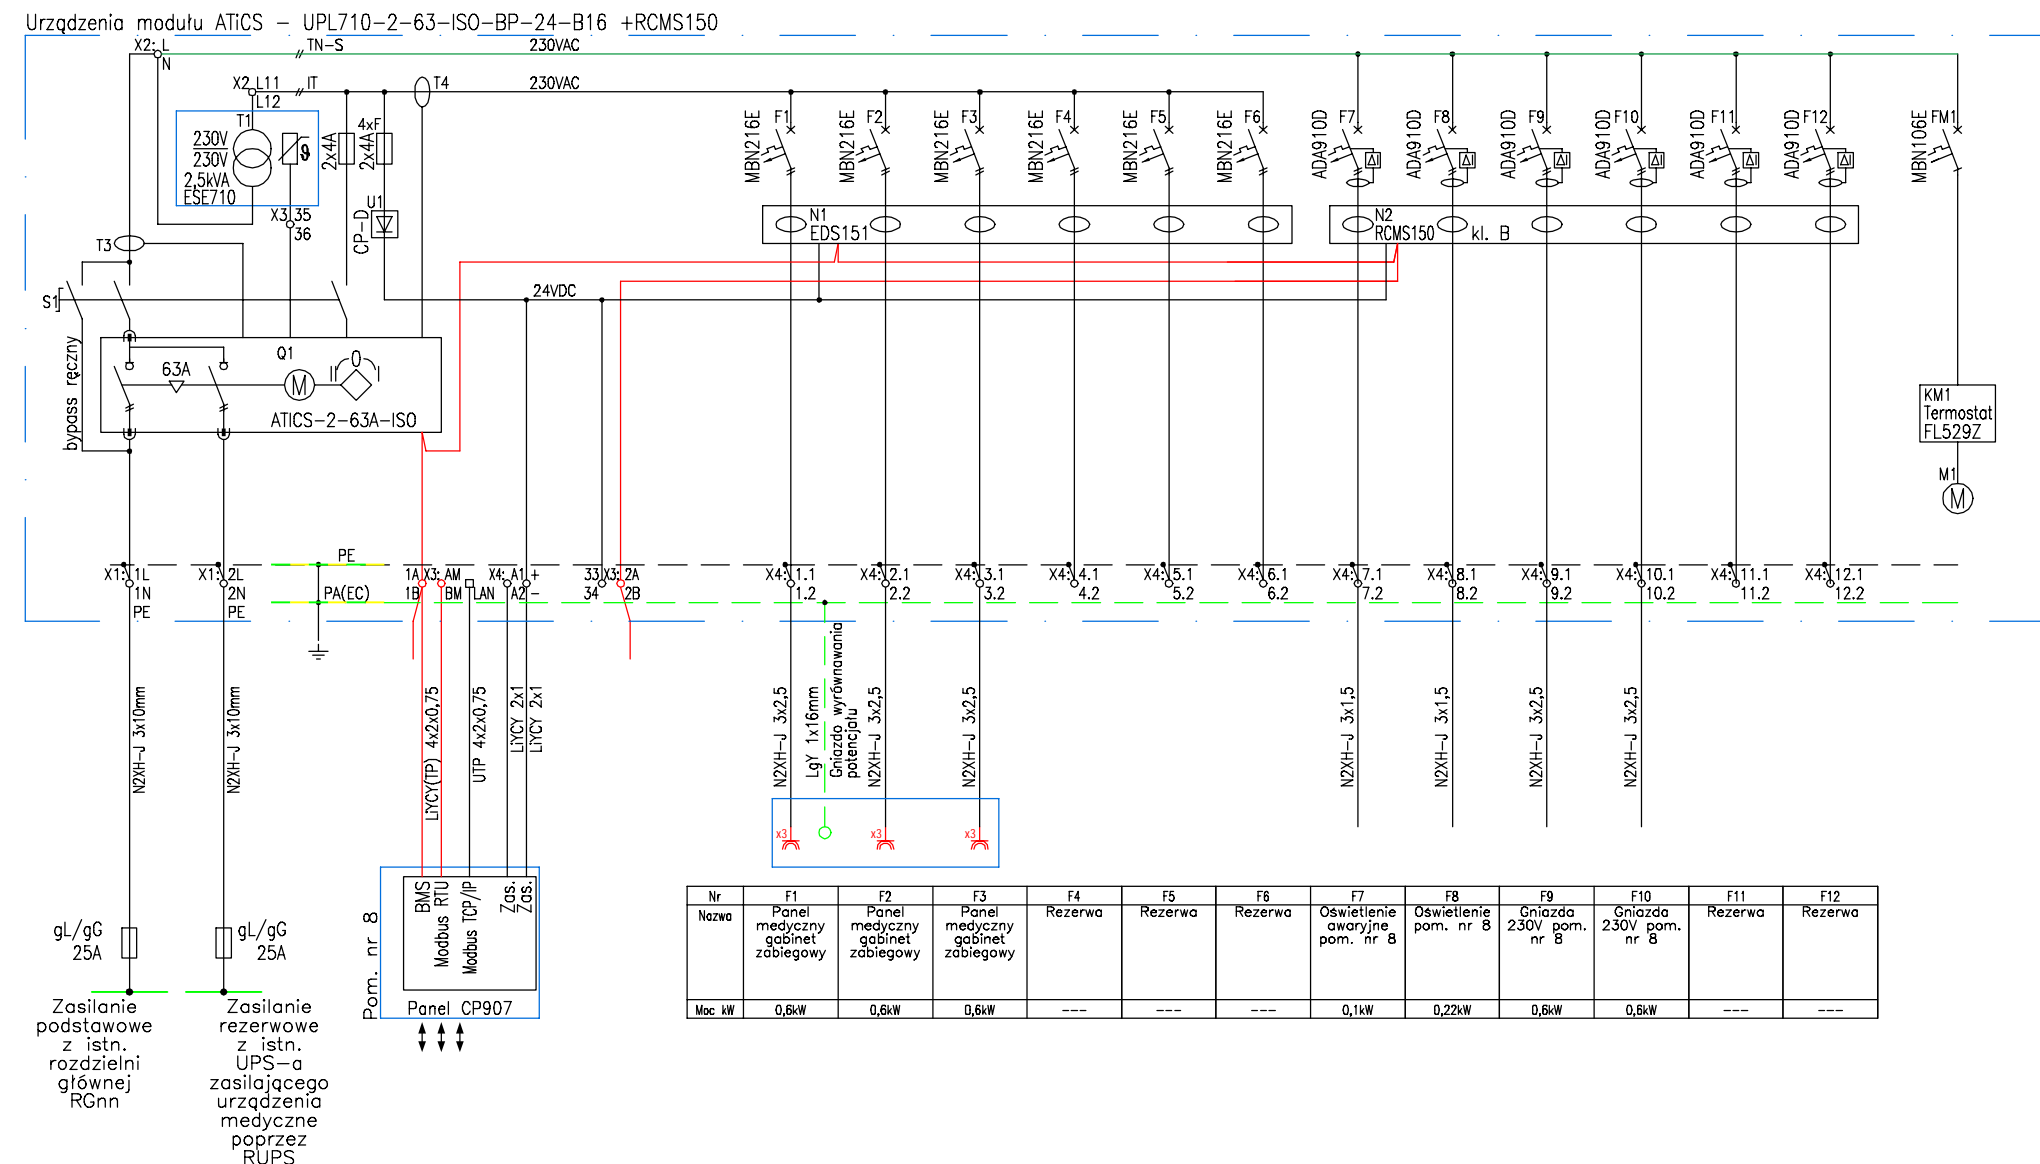 Urządzenia modułu ATiCS - UPL710-2-63-ISO-BP-24-B16 +RCMS150
X2: L
N
TN-S
230VAC
X2 L11
L12
IT
T4
230VAC
T1
230V
230V
2,5kVA
ESE710
ϑ
2x4A
4xF
2x4A
X3 35
36
U1
CP-D
T3
S1
24VDC
bypass ręczny
Q1
63A
M
0
I
II
ATICS-2-63A-ISO
MBN216E F1
MBN216E F2
MBN216E F3
MBN216E F4
MBN216E F5
MBN216E F6
ADA910D F7 ΔI
ADA910D F8 ΔI
ADA910D F9 ΔI
ADA910D F10 ΔI
ADA910D F11 ΔI
ADA910D F12 ΔI
MBN106E FM1
N1
EDS151
N2
RCMS150 kl. B
KM1
Termostat
FL529Z
M1
M
X1: 1L
1N
PE
X1: 2L
2N
PE
PE
PA(EC)
1A X3: AM
1B BM LAN
X4: A1 +
A2 -
33 X3: 2A
34 2B
X4: 1.1
1.2
X4: 2.1
2.2
X4: 3.1
3.2
X4: 4.1
4.2
X4: 5.1
5.2
X4: 6.1
6.2
X4: 7.1
7.2
X4: 8.1
8.2
X4: 9.1
9.2
X4: 10.1
10.2
X4: 11.1
11.2
X4: 12.1
12.2
N2XH-J 3x10mm
N2XH-J 3x10mm
LiYCY(TP) 4x2x0,75
UTP 4x2x0,75
LiYCY 2x1
LiYCY 2x1
N2XH-J 3x2,5
LgY 1x16mm
Gniazdo wyrównawania
potencjału
N2XH-J 3x2,5
N2XH-J 3x2,5
N2XH-J 3x1,5
N2XH-J 3x1,5
N2XH-J 3x2,5
N2XH-J 3x2,5
x3
x3
x3
gL/gG
25A
gL/gG
25A
Zasilanie
podstawowe
z istn.
rozdzielni
głównej
RGnn
Zasilanie
rezerwowe
z istn.
UPS-a
zasilającego
urządzenia
medyczne
poprzez
RUPS
Pom. nr 8
BMS
Modbus RTU
Modbus TCP/IP
Zas.
Zas.
Panel CP907
Nr F1 F2 F3 F4 F5 F6 F7 F8 F9 F10 F11 F12
Nazwa
Panel
medyczny
gabinet
zabiegowy
Panel
medyczny
gabinet
zabiegowy
Panel
medyczny
gabinet
zabiegowy
Rezerwa
Rezerwa
Rezerwa
Oświetlenie
awaryjne
pom. nr 8
Oświetlenie
pom. nr 8
Gniazda
230V pom.
nr 8
Gniazda
230V pom.
nr 8
Rezerwa
Rezerwa
Moc kW 0,6kW 0,6kW 0,6kW --- --- --- 0,1kW 0,22kW 0,6kW 0,6kW --- ---